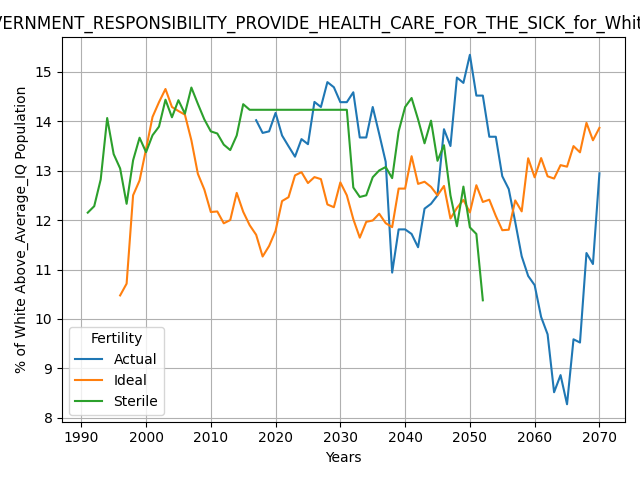 VERNMENT_RESPONSIBILITY_PROVIDE_HEALTH_CARE_FOR_THE_SICK_for_Whit
% of White Above_Average_IQ Population
15
14
13
12
11
10
9
8
Fertility
Actual
Ideal
Sterile
1990 2000 2010 2020 2030 2040 2050 2060 2070
Years